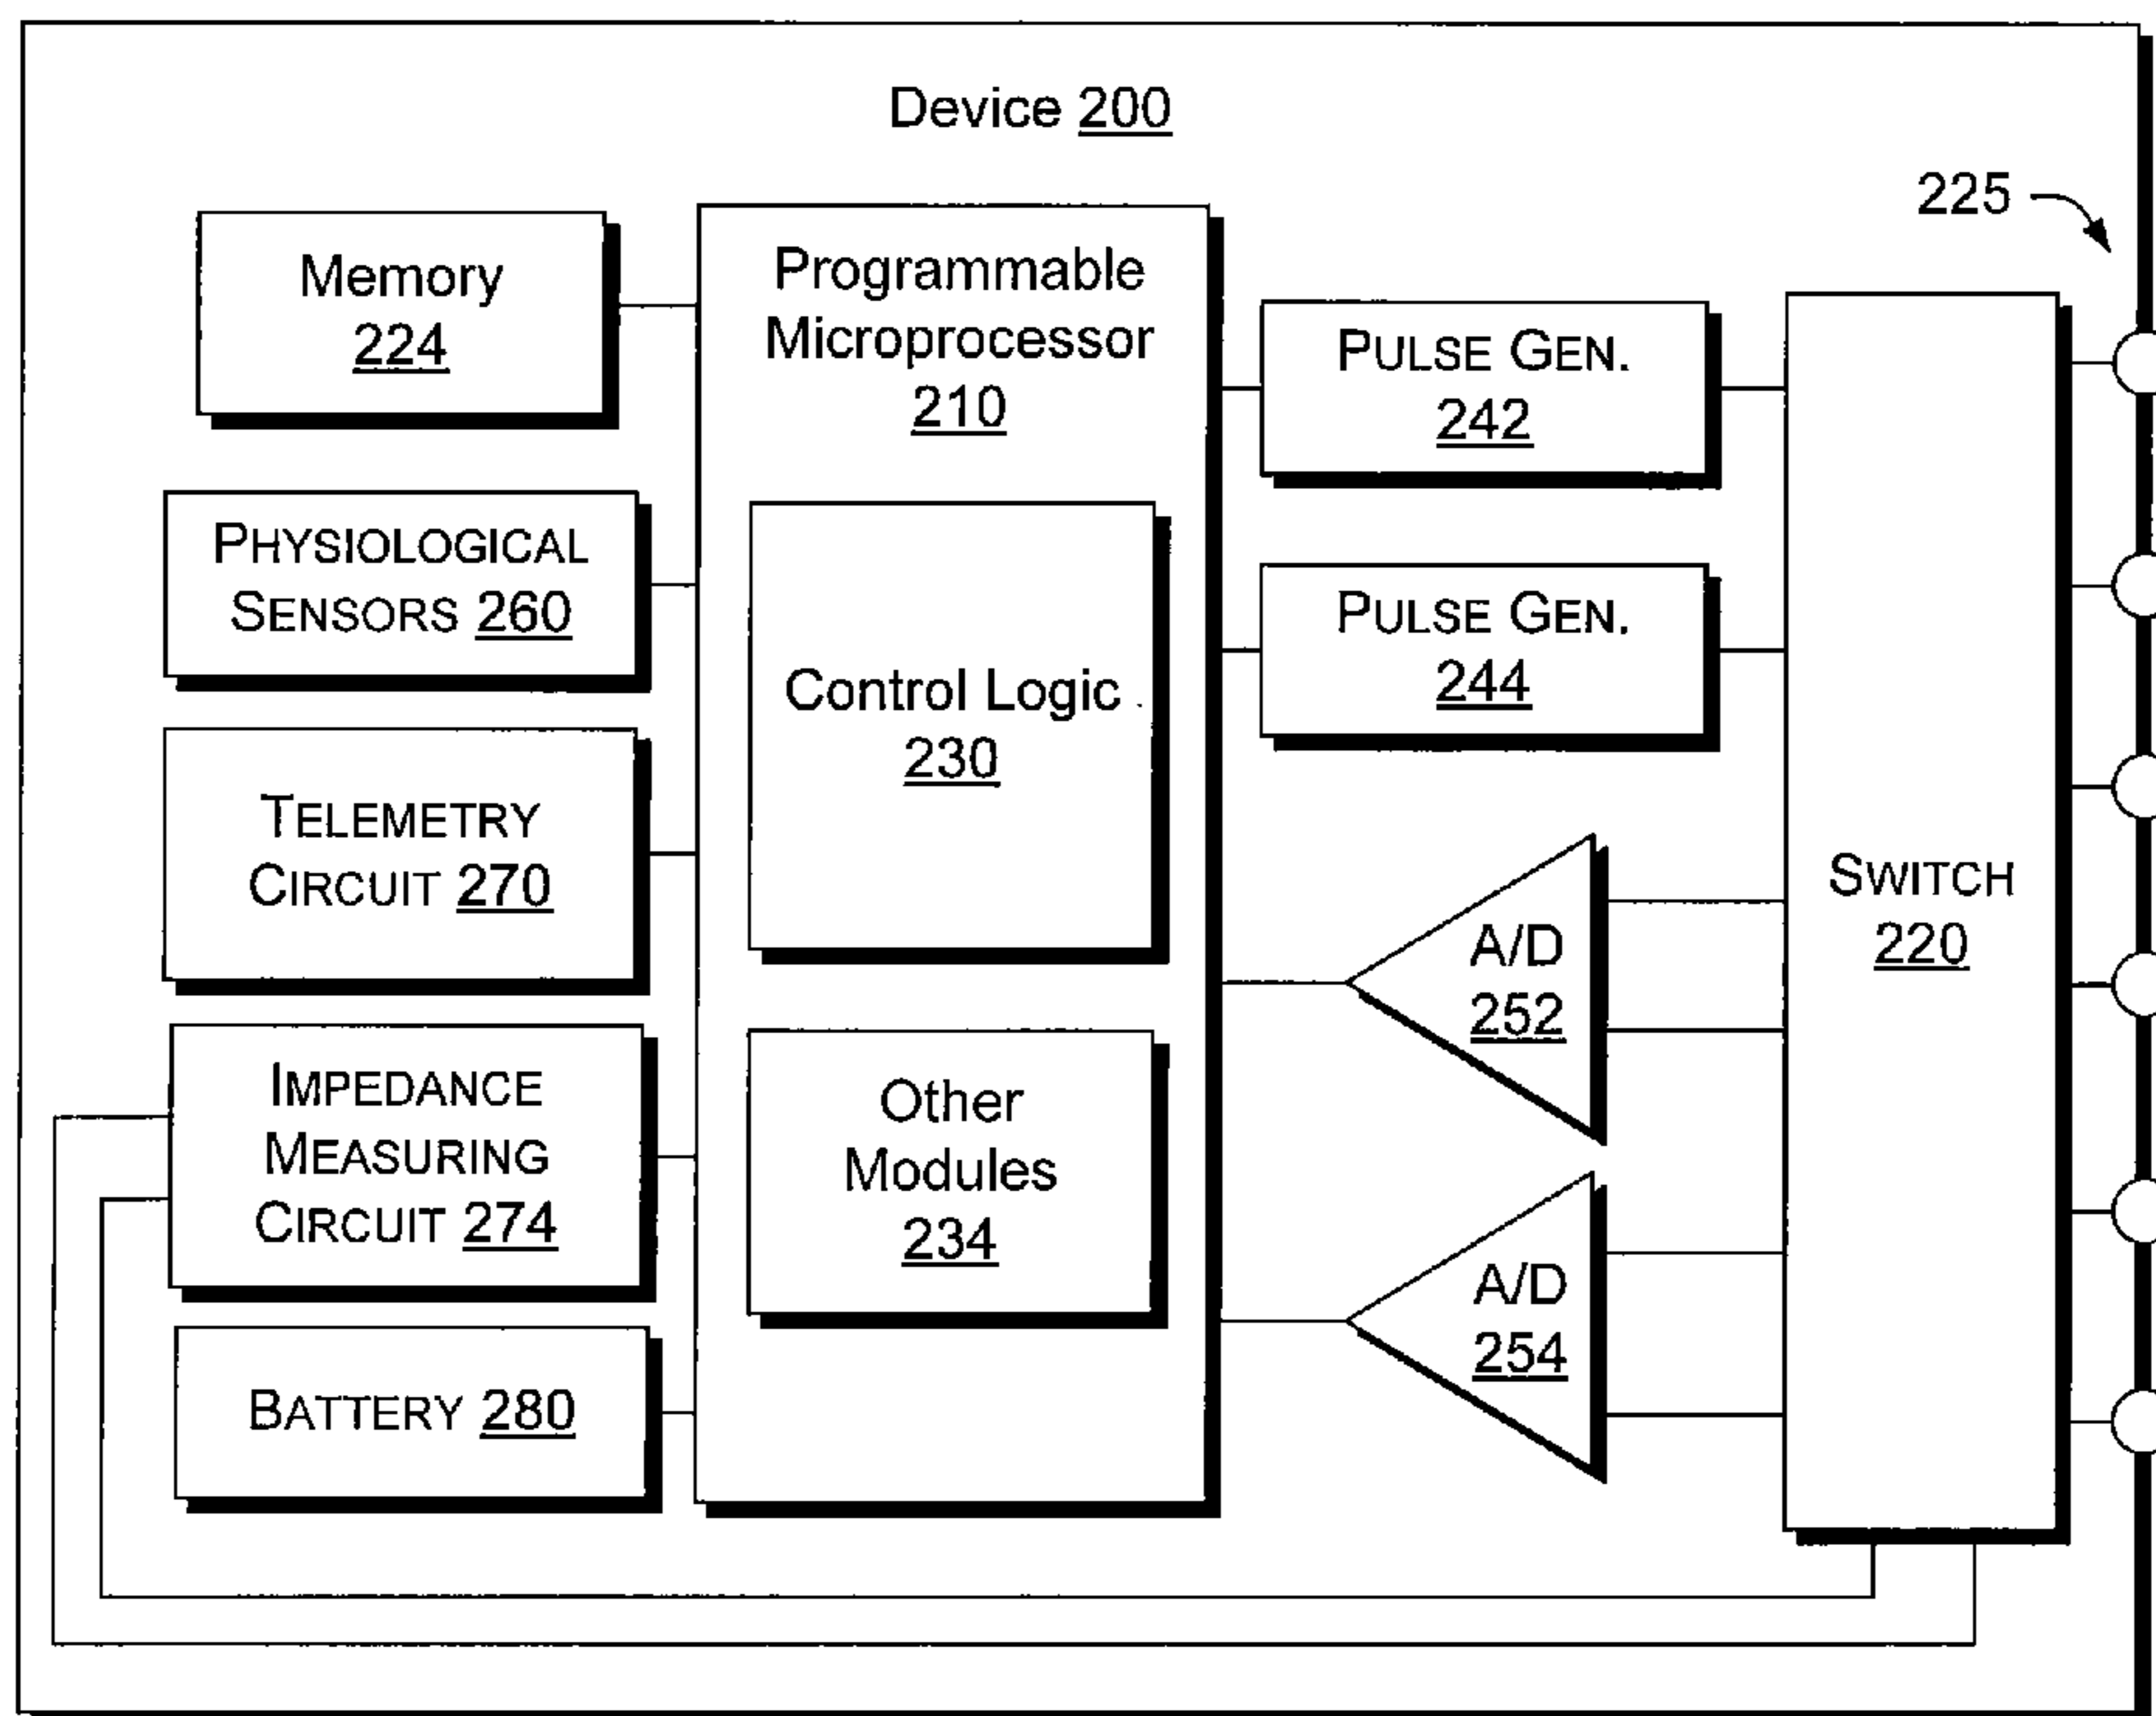 Device 200
225
Memory
224
Programmable
Microprocessor
210
PULSE GEN.
242
PHYSIOLOGICAL
SENSORS 260
Control Logic
230
PULSE GEN.
244
TELEMETRY
CIRCUIT 270
A/D
252
SWITCH
220
IMPEDANCE
MEASURING
CIRCUIT 274
Other
Modules
234
A/D
254
BATTERY 280